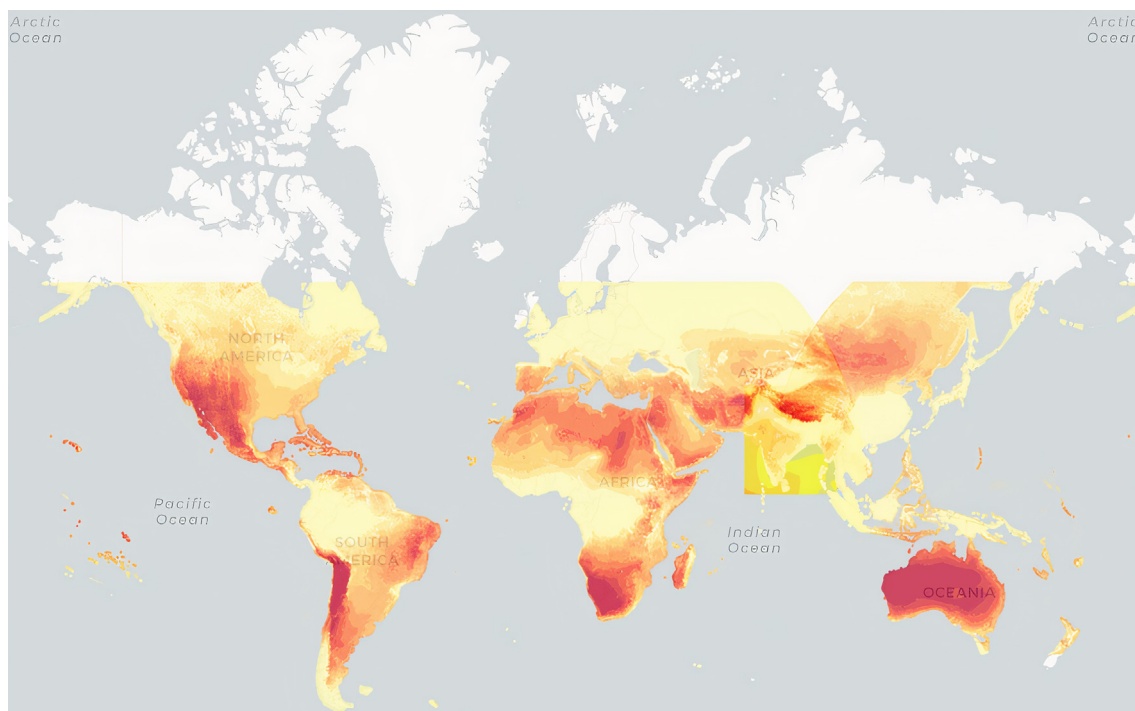 Arctic
Ocean
Arctic
Ocean
NORTH
AMERICA
ASIA
AFRICA
Pacific
Ocean
Indian
Ocean
SOUTH
AMERICA
OCEANIA